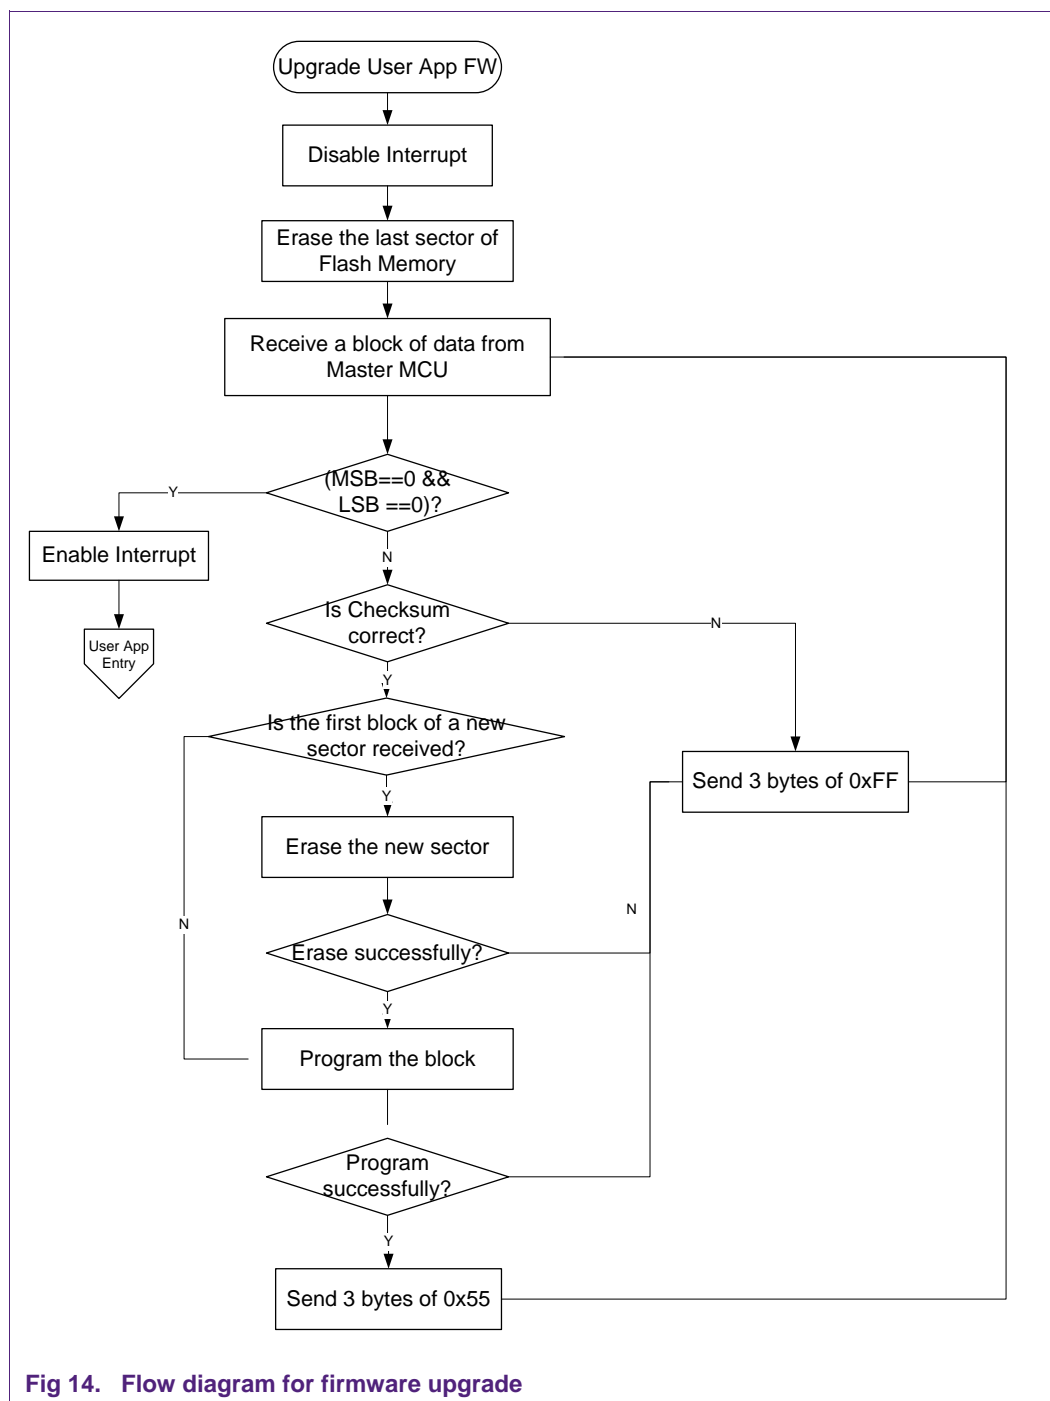 Upgrade User App FW
Disable Interrupt
Erase the last sector of
Flash Memory
Receive a block of data from
Master MCU
(MSB==0 &&
LSB ==0)?
Y
Enable Interrupt
N
User App
Entry
Is Checksum
correct?
N
Y
Is the first block of a new
sector received?
Send 3 bytes of 0xFF
Y
Erase the new sector
N
N
Erase successfully?
Y
Program the block
Program
successfully?
Y
Send 3 bytes of 0x55
Fig 14. Flow diagram for firmware upgrade